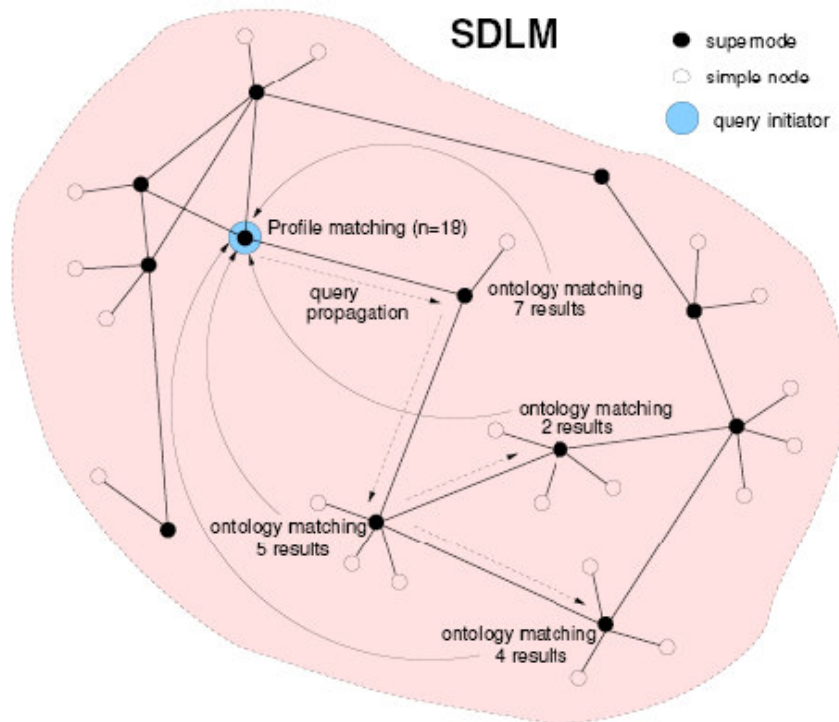 SDLM
supernode
simple node
query initiator
Profile matching (n=18)
query
propagation
ontology matching
7 results
ontology matching
2 results
ontology matching
5 results
ontology matching
4 results